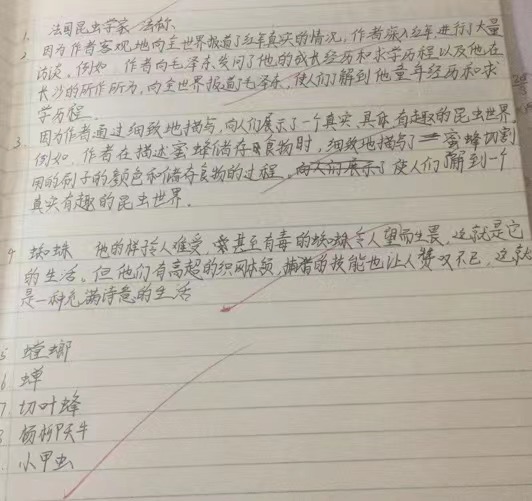 1. 法国昆虫学家 法布尔
2 因为作者客观地向全世界报道了红军真实的情况，作者深入红军，进行了大量
访谈，例如 作者向毛泽东询问了他的成长经历和求学历程以及他在
长沙的所作所为，向全世界报道了毛泽东，使人们了解到他童年经历和求
学历程
3. 因为作者通过细致地描写，向人们展示了一个真实、具体、有趣的昆虫世界
例如 作者在描述蜜蜂储存食物时，细致地描写了 蜜蜂切割
用的 子的颜色和储存食物的过程 向人们展示了使人们了解到一个
真实有趣的昆虫世界.
4 蜘蛛 他的样 令人难受，甚至有毒的蜘蛛令人望而生畏，这就是它
的生活。但他们有高超的织网本领，捕猎的技能也让人赞叹不已，这就
是一种充满诗意的生活
5 螳螂
6 蝉
7. 切叶蜂
杨柳天牛
小甲虫